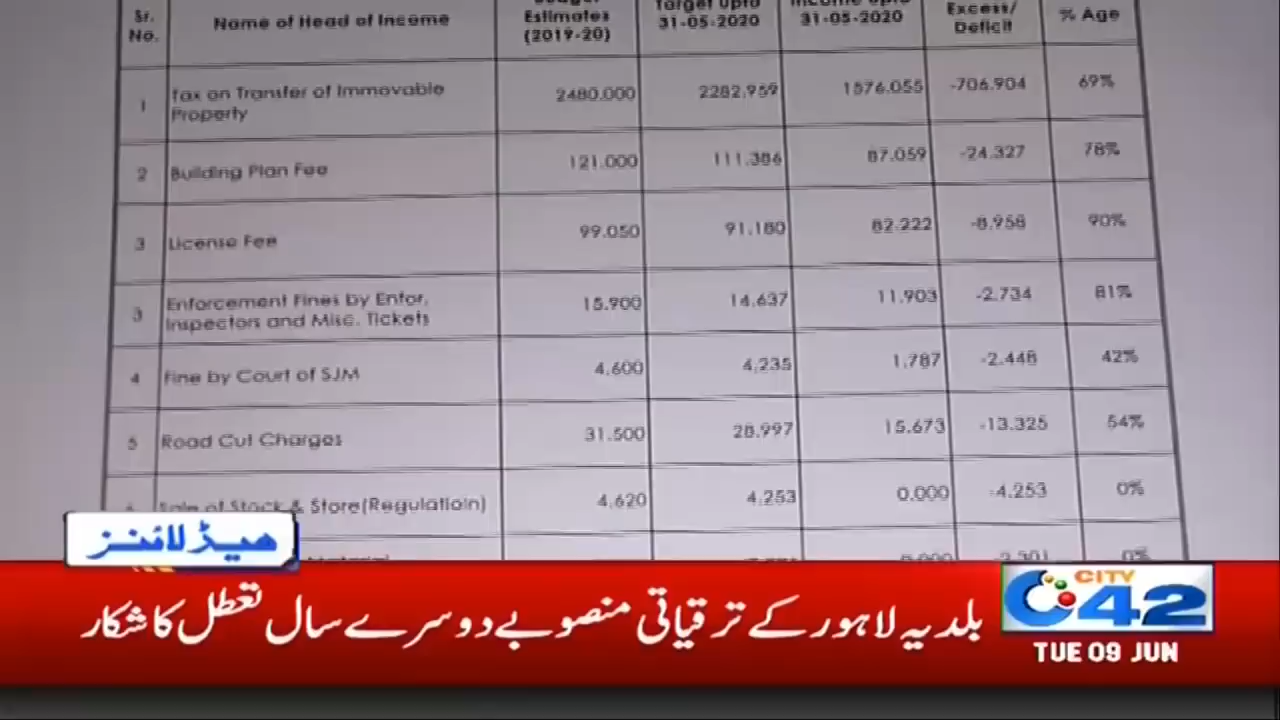 Sr. No. Name of Head of Income Estimates (2019-20) Target upto 31-05-2020 31-05-2020 Excess/ Deficit % Age
1 Tax on Transfer of Immovable Property 2480.000 2282.959 1576.055 -706.904 69%
2 Building Plan Fee 121.000 111.386 87.059 -24.327 78%
3 License Fee 99.050 91.180 82.222 -8.958 90%
3 Enforcement Fines by Enfor. Inspectors and Misc. Tickets 15.900 14.637 11.903 -2.734 81%
4 Fine by Court of SJM 4.600 4.235 1.787 -2.448 42%
5 Road Cut Charges 31.500 28.997 15.673 -13.325 54%
Sale of Stock & Store(Regulatioin) 4.620 4.253 0.000 -4.253 0%
0.000 0%
ہیڈلائنز
بلدیہ لاہور کے ترقیاتی منصوبے دوسرے سال تعطل کا شکار
CITY 42
TUE 09 JUN